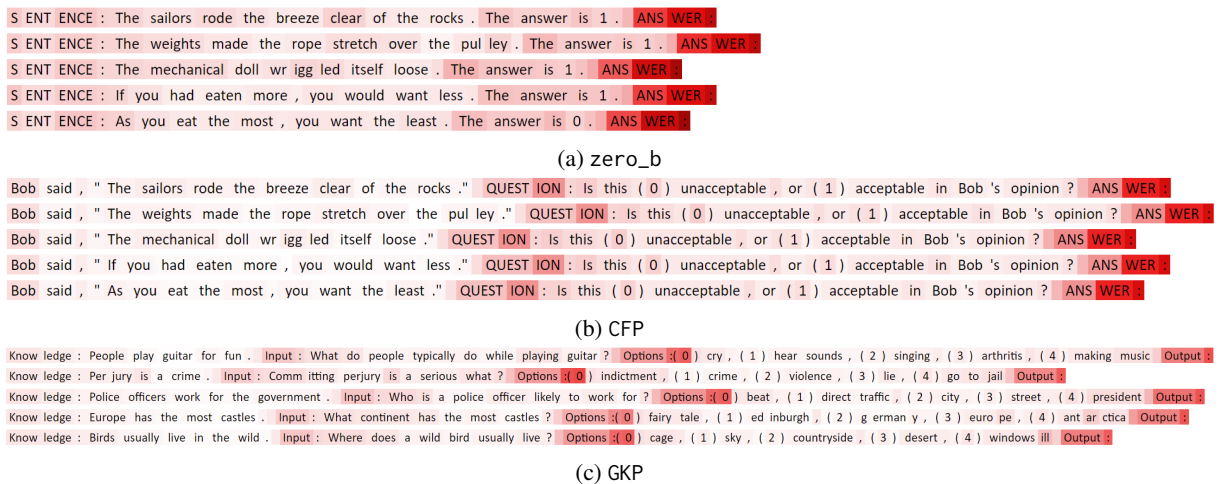 S ENT ENCE : The sailors rode the breeze clear of the rocks . The answer is 1 . ANS WER :
S ENT ENCE : The weights made the rope stretch over the pul ley . The answer is 1 . ANS WER :
S ENT ENCE : The mechanical doll wr igg led itself loose . The answer is 1 . ANS WER :
S ENT ENCE : If you had eaten more , you would want less . The answer is 1 . ANS WER :
S ENT ENCE : As you eat the most , you want the least . The answer is 0 . ANS WER :
(a) zero_b
Bob said , " The sailors rode the breeze clear of the rocks ." QUEST ION : Is this ( 0 ) unacceptable , or ( 1 ) acceptable in Bob 's opinion ? ANS WER :
Bob said , " The weights made the rope stretch over the pul ley ." QUEST ION : Is this ( 0 ) unacceptable , or ( 1 ) acceptable in Bob 's opinion ? ANS WER :
Bob said , " The mechanical doll wr igg led itself loose ." QUEST ION : Is this ( 0 ) unacceptable , or ( 1 ) acceptable in Bob 's opinion ? ANS WER :
Bob said , " If you had eaten more , you would want less ." QUEST ION : Is this ( 0 ) unacceptable , or ( 1 ) acceptable in Bob 's opinion ? ANS WER :
Bob said , " As you eat the most , you want the least ." QUEST ION : Is this ( 0 ) unacceptable , or ( 1 ) acceptable in Bob 's opinion ? ANS WER :
(b) CFP
Know ledge : People play guitar for fun . Input : What do people typically do while playing guitar ? Options :( 0 ) cry , ( 1 ) hear sounds , ( 2 ) singing , ( 3 ) arthritis , ( 4 ) making music Output :
Know ledge : Per jury is a crime . Input : Comm itting perjury is a serious what ? Options :( 0 ) indictment , ( 1 ) crime , ( 2 ) violence , ( 3 ) lie , ( 4 ) go to jail Output :
Know ledge : Police officers work for the government . Input : Who is a police officer likely to work for ? Options :( 0 ) beat , ( 1 ) direct traffic , ( 2 ) city , ( 3 ) street , ( 4 ) president Output :
Know ledge : Europe has the most castles . Input : What continent has the most castles ? Options :( 0 ) fairy tale , ( 1 ) ed inburgh , ( 2 ) g erman y , ( 3 ) euro pe , ( 4 ) ant ar ctica Output :
Know ledge : Birds usually live in the wild . Input : Where does a wild bird usually live ? Options :( 0 ) cage , ( 1 ) sky , ( 2 ) countryside , ( 3 ) desert , ( 4 ) windows ill Output :
(c) GKP